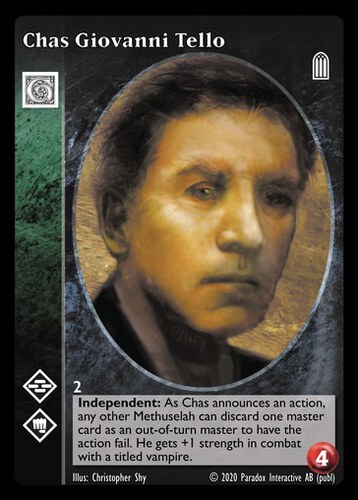 Chas Giovanni Tello
2
Independent: As Chas announces an action,
any other Methuselah can discard one master
card as an out-of-turn master to have the
action fail. He gets +1 strength in combat
with a titled vampire.
4
Illus: Christopher Shy
© 2020 Paradox Interactive AB (publ)